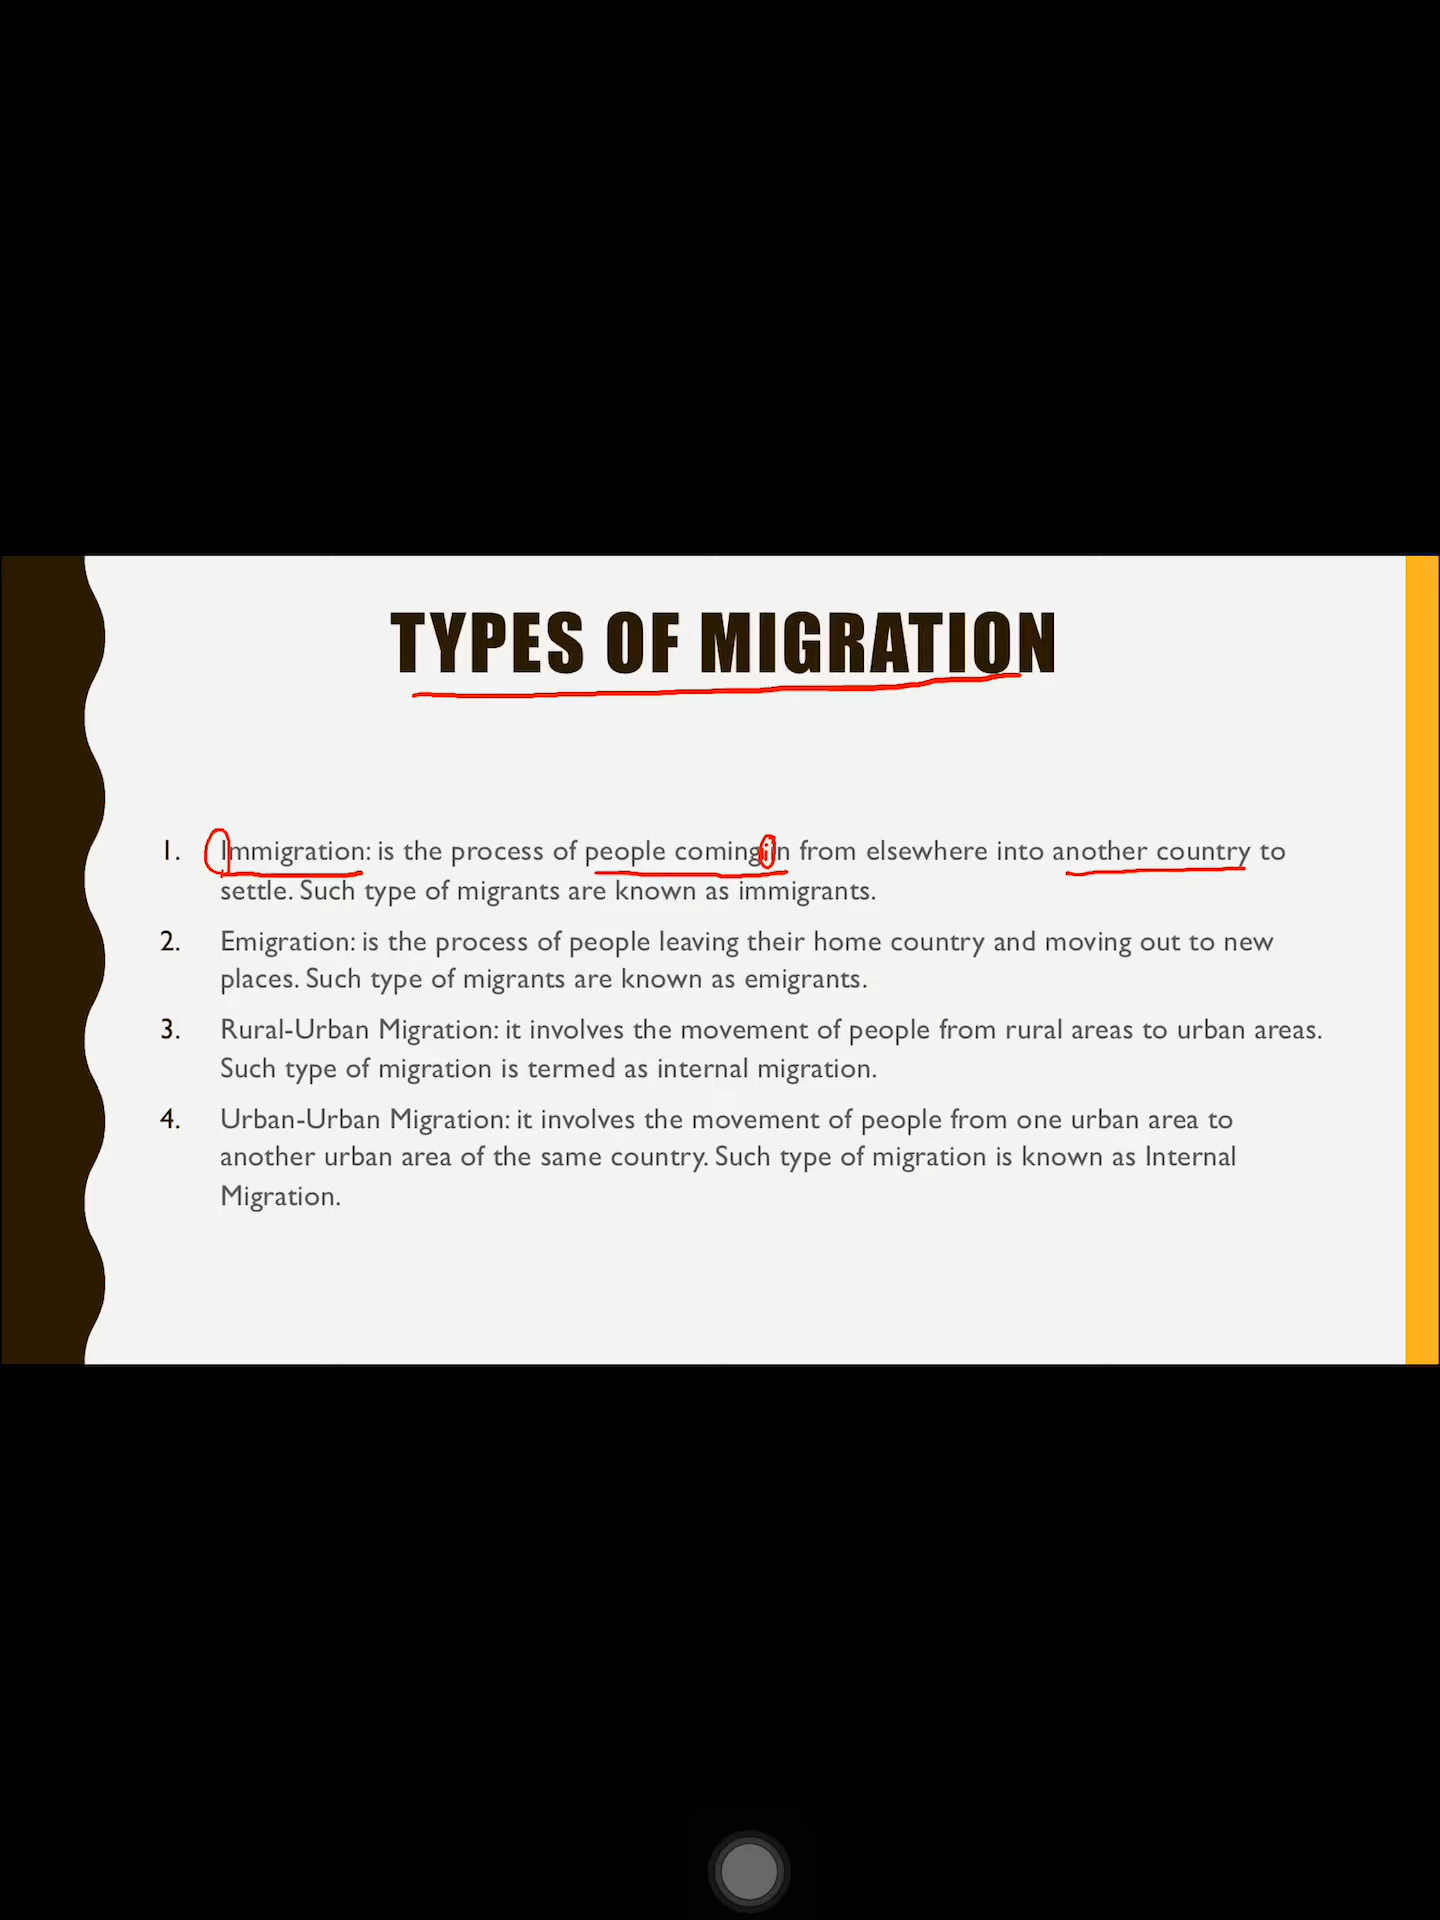 TYPES OF MIGRATION
1. Immigration: is the process of people coming in from elsewhere into another country to
settle. Such type of migrants are known as immigrants.
2. Emigration: is the process of people leaving their home country and moving out to new
places. Such type of migrants are known as emigrants.
3. Rural-Urban Migration: it involves the movement of people from rural areas to urban areas.
Such type of migration is termed as internal migration.
4. Urban-Urban Migration: it involves the movement of people from one urban area to
another urban area of the same country. Such type of migration is known as Internal
Migration.